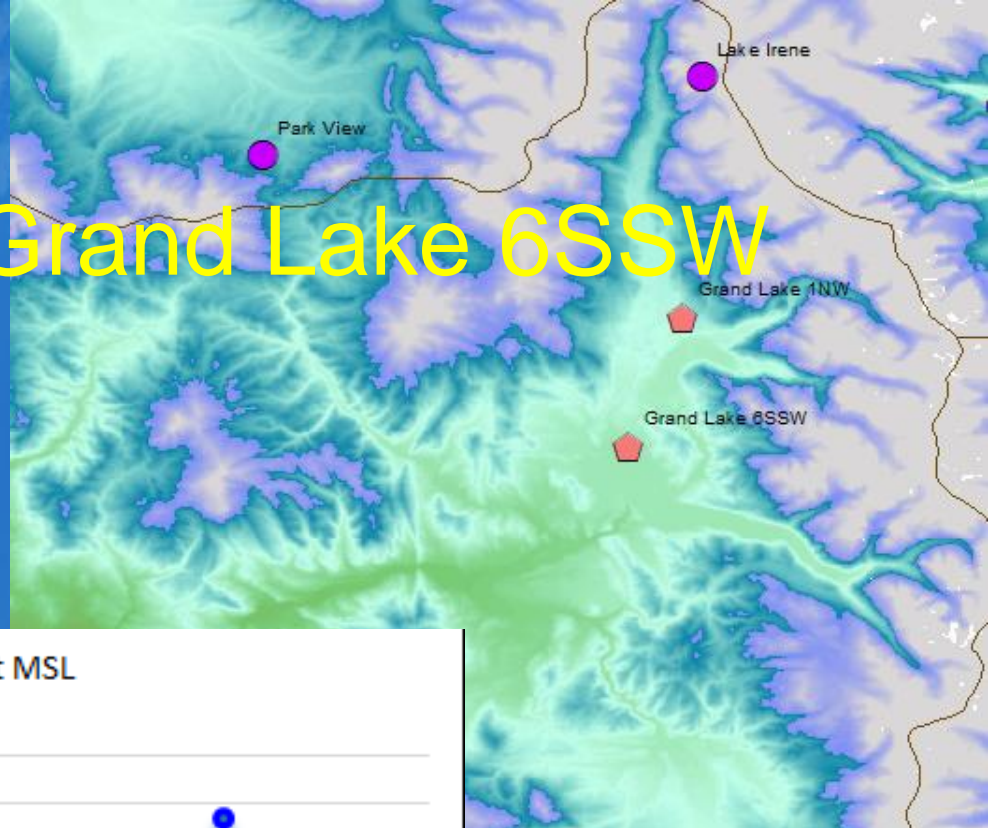 Lake Irene
Park View
Grand Lake 6SSW
Grand Lake 1NW
Grand Lake 6SSW
MSL